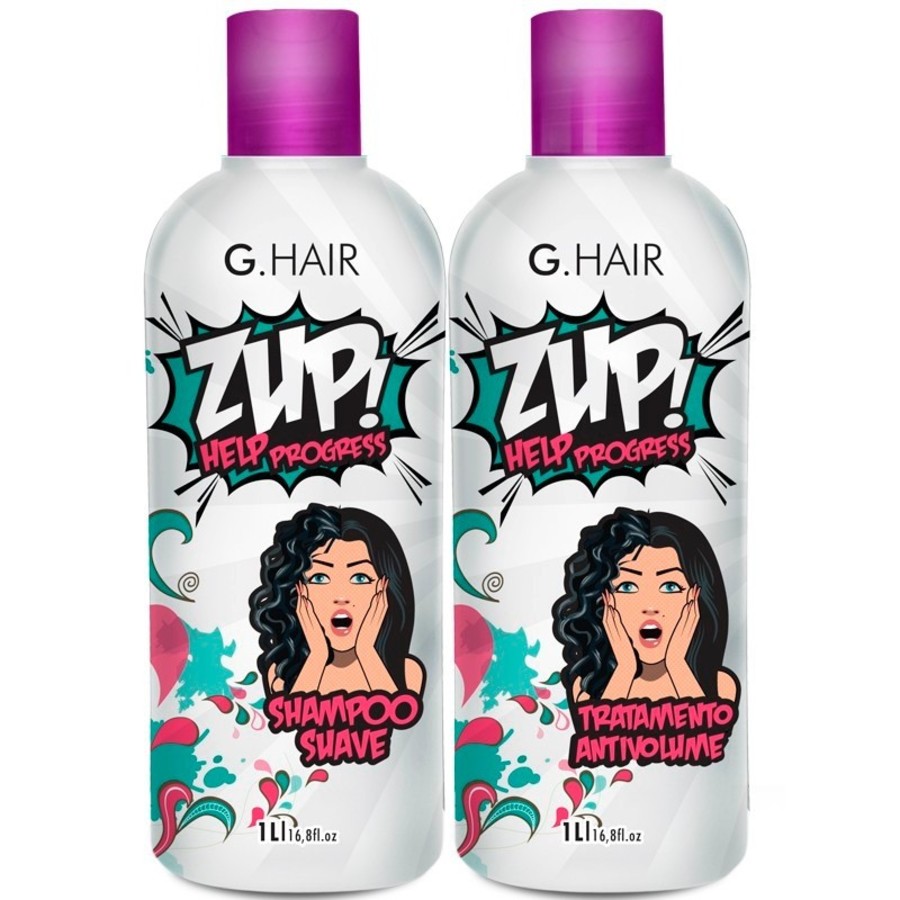 G.HAIR
ZUP!
HELP PROGRESS
SHAMPOO
SUAVE
1L|16,8fl.oz
G.HAIR
ZUP!
HELP PROGRESS
TRATAMENTO
ANTIVOLUME
1L|16,8fl.oz